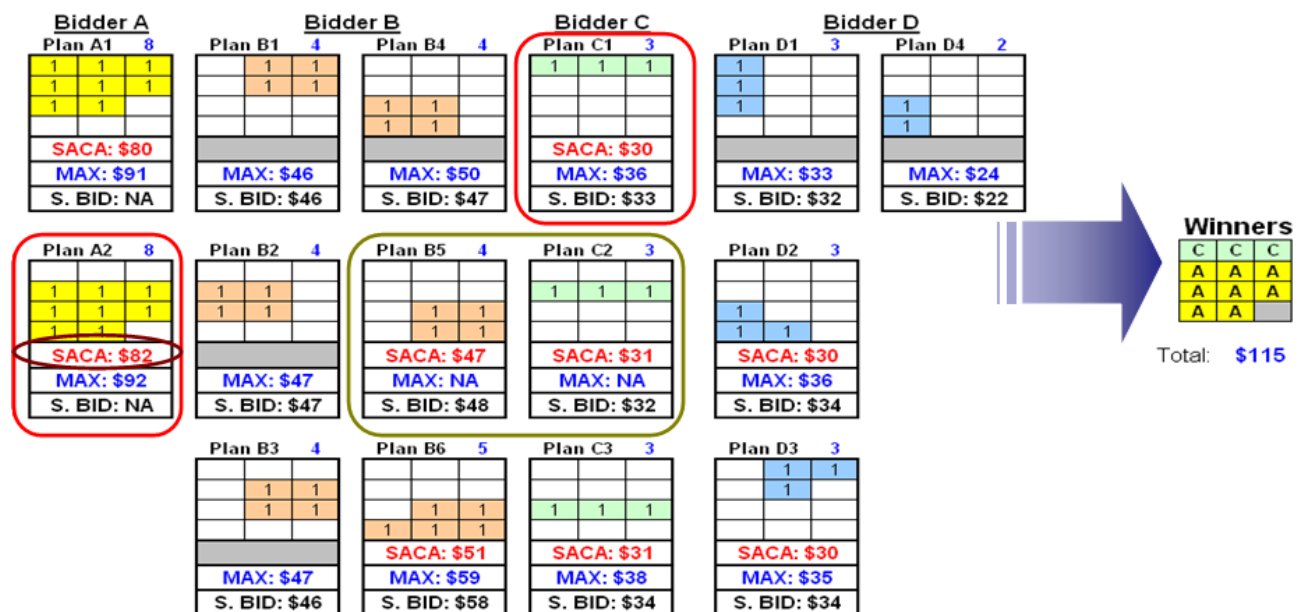 Bidder A Bidder B Bidder C Bidder D
Plan A1 8 Plan B1 4 Plan B4 4 Plan C1 3 Plan D1 3 Plan D4 2
1 1 1 1 1 1 1 1 1
1 1 1 1 1 1
1 1 1 1 1 1
1 1 1
SACA: $80 SACA: $30
MAX: $91 MAX: $46 MAX: $50 MAX: $36 MAX: $33 MAX: $24
S. BID: NA S. BID: $46 S. BID: $47 S. BID: $33 S. BID: $32 S. BID: $22
Plan A2 8 Plan B2 4 Plan B5 4 Plan C2 3 Plan D2 3
1 1 1 1 1 1 1 1
1 1 1 1 1 1 1 1
1 1 1 1 1 1
SACA: $82 SACA: $47 SACA: $31 SACA: $30
MAX: $92 MAX: $47 MAX: NA MAX: NA MAX: $36
S. BID: NA S. BID: $47 S. BID: $48 S. BID: $32 S. BID: $34
Plan B3 4 Plan B6 5 Plan C3 3 Plan D3 3
1 1
1 1 1
1 1 1 1 1 1 1
1 1 1
SACA: $51 SACA: $31 SACA: $30
MAX: $47 MAX: $59 MAX: $38 MAX: $35
S. BID: $46 S. BID: $58 S. BID: $34 S. BID: $34
Winners
C C C
A A A
A A A
A A
Total: $115